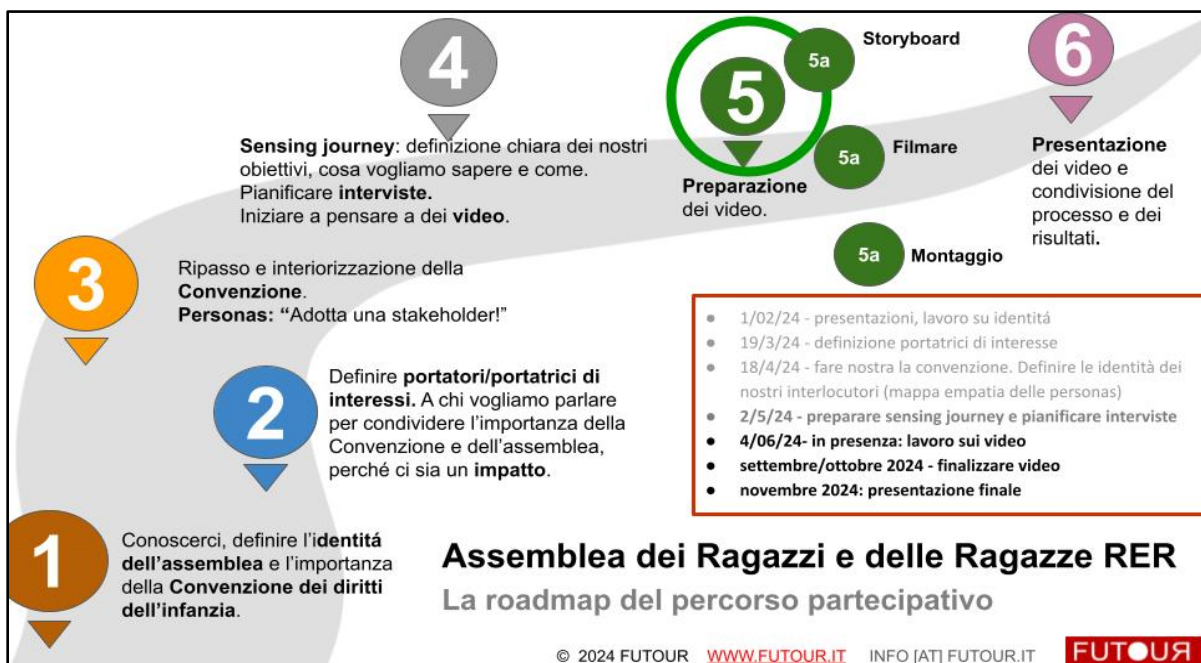 4
Sensing journey: definizione chiara dei nostri
obiettivi, cosa vogliamo sapere e come.
Pianificare interviste.
Iniziare a pensare a dei video.
5
Preparazione
dei video.
5a
Storyboard
5a
Filmare
5a
Montaggio
6
Presentazione
dei video e
condivisione del
processo e dei
risultati.
3
Ripasso e interiorizzazione della
Convenzione.
Personas: “Adotta una stakeholder!”
2
Definire portatori/portatrici di
interessi. A chi vogliamo parlare
per condividere l’importanza della
Convenzione e dell’assemblea,
perché ci sia un impatto.
● 1/02/24 - presentazioni, lavoro su identitá
● 19/3/24 - definizione portatrici di interesse
● 18/4/24 - fare nostra la convenzione. Definire le identità dei
nostri interlocutori (mappa empatia delle personas)
● 2/5/24 - preparare sensing journey e pianificare interviste
● 4/06/24- in presenza: lavoro sui video
● settembre/ottobre 2024 - finalizzare video
● novembre 2024: presentazione finale
1
Conoscerci, definire l’identitá
dell’assemblea e l’importanza
della Convenzione dei diritti
dell’infanzia.
Assemblea dei Ragazzi e delle Ragazze RER
La roadmap del percorso partecipativo
© 2024 FUTOUR WWW.FUTOUR.IT INFO [AT] FUTOUR.IT
FUTOUR